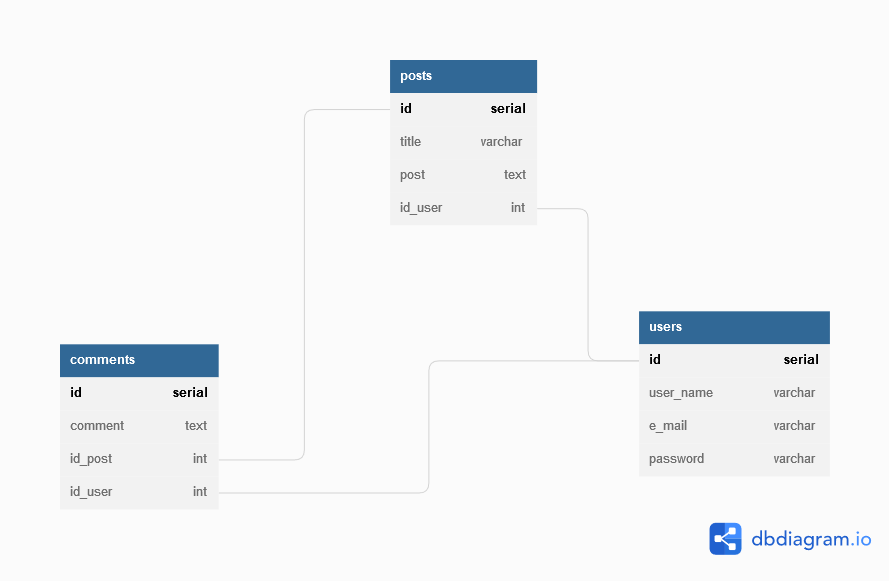 posts
id serial
title varchar
post text
id_user int
users
id serial
user_name varchar
e_mail varchar
password varchar
comments
id serial
comment text
id_post int
id_user int
dbdiagram.io